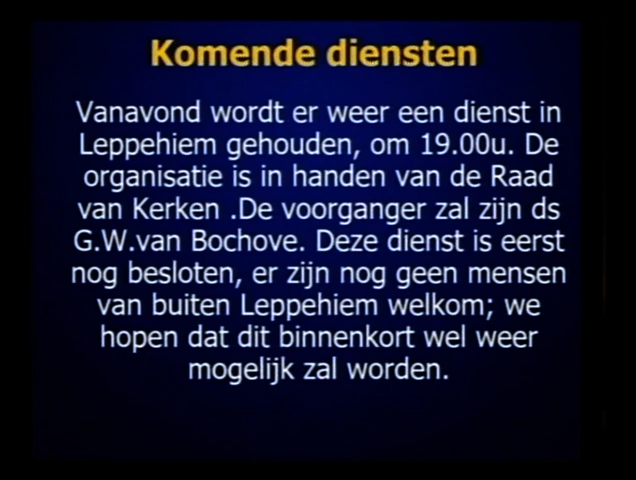 Komende diensten
Vanavond wordt er weer een dienst in
Leppehiem gehouden, om 19.00u. De
organisatie is in handen van de Raad
van Kerken .De voorganger zal zijn ds
G.W.van Bochove. Deze dienst is eerst
nog besloten, er zijn nog geen mensen
van buiten Leppehiem welkom; we
hopen dat dit binnenkort wel weer
mogelijk zal worden.